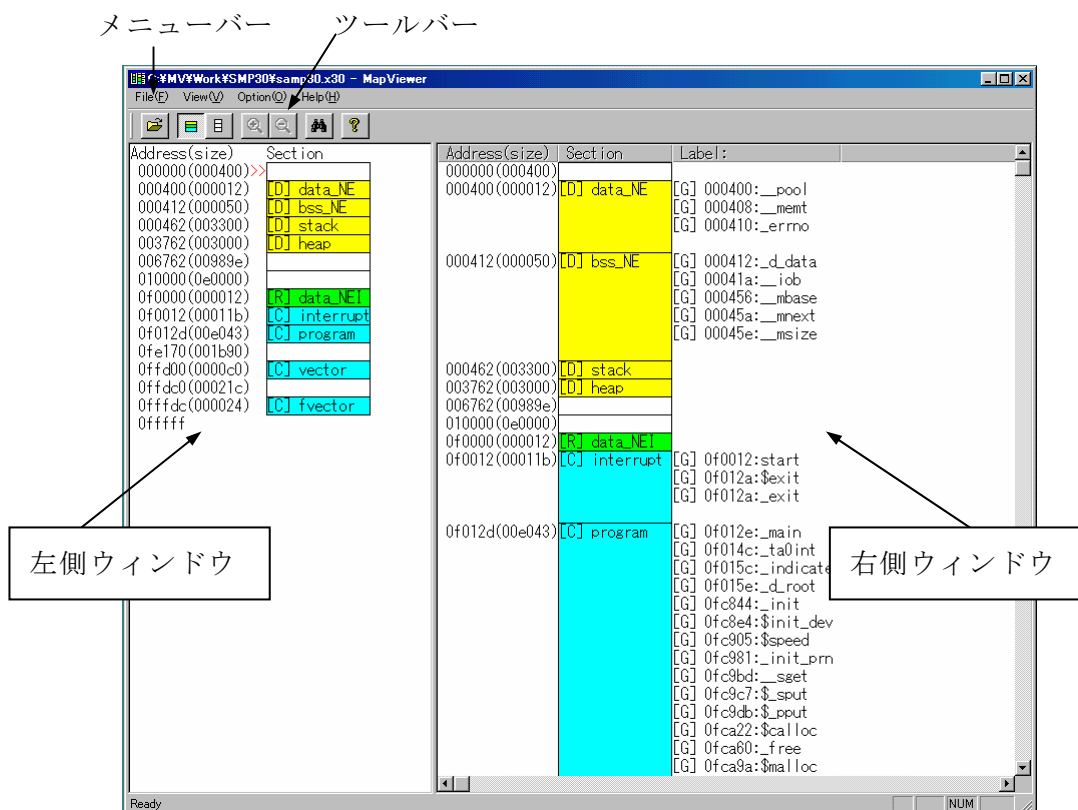 メニューバー
ツールバー
C:¥MV¥Work¥SMP30¥samp30.x30 - MapViewer
File(F) View(V) Option(O) Help(H)
Address(size) Section
000000(000400)>>
000400(000012) [D] data_NE
000412(000050) [D] bss_NE
000462(003300) [D] stack
003762(003000) [D] heap
006762(00989e)
010000(0e0000)
0f0000(000012) [R] data_NEI
0f0012(00011b) [C] interrupt
0f012d(00e043) [C] program
0fe170(001b90)
0ffd00(0000c0) [C] vector
0ffdc0(00021c)
0fffdc(000024) [C] fvector
0fffff
左側ウィンドウ
Address(size) Section Label:
000000(000400)
000400(000012) [D] data_NE [G] 000400:__pool
[G] 000408:__memt
[G] 000410:_errno
000412(000050) [D] bss_NE [G] 000412:_d_data
[G] 00041a:__iob
[G] 000456:__mbase
[G] 00045a:__mnext
[G] 00045e:__msize
000462(003300) [D] stack
003762(003000) [D] heap
006762(00989e)
010000(0e0000)
0f0000(000012) [R] data_NEI
0f0012(00011b) [C] interrupt [G] 0f0012:start
[G] 0f012a:$exit
[G] 0f012a:_exit
0f012d(00e043) [C] program [G] 0f012e:_main
[G] 0f014c:_ta0int
[G] 0f015c:_indicate
[G] 0f015e:_d_root
[G] 0fc844:_init
[G] 0fc8e4:$init_dev
[G] 0fc905:$speed
[G] 0fc981:_init_prn
[G] 0fc9bd:__sget
[G] 0fc9c7:$_sput
[G] 0fc9db:$_pput
[G] 0fca22:$calloc
[G] 0fca60:_free
[G] 0fca9a:$malloc
右側ウィンドウ
Ready
NUM